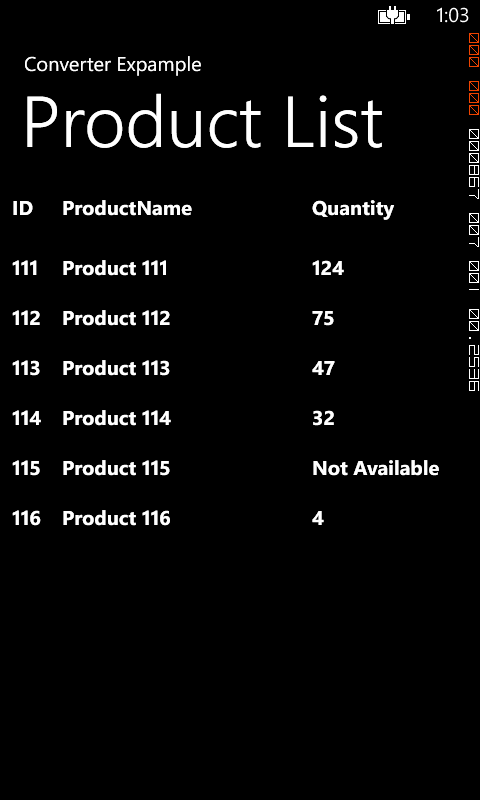 1:03
Converter Expample
Product List
ID ProductName Quantity
111 Product 111 124
112 Product 112 75
113 Product 113 47
114 Product 114 32
115 Product 115 Not Available
116 Product 116 4
000 000 000867 007 001 00.2536